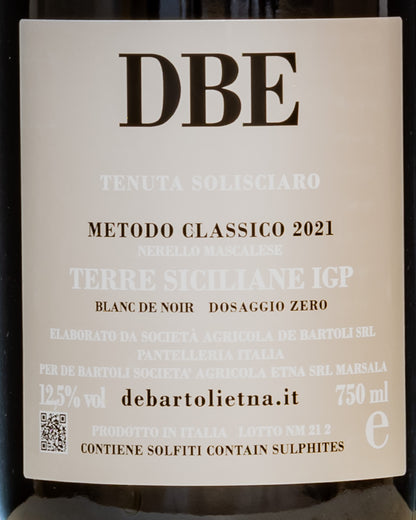 DBE
TENUTA SOLISCIARO
METODO CLASSICO 2021
NERELLO MASCALESE
TERRE SICILIANE IGP
BLANC DE NOIR DOSAGGIO ZERO
ELABORATO DA SOCIETÀ AGRICOLA DE BARTOLI SRL
PANTELLERIA ITALIA
PER DE BARTOLI SOCIETA' AGRICOLA ETNA SRL MARSALA
12.5% vol debartolietna.it 750 ml
PRODOTTO IN ITALIA LOTTO NM 21 2 e
CONTIENE SOLFITI CONTAIN SULPHITES